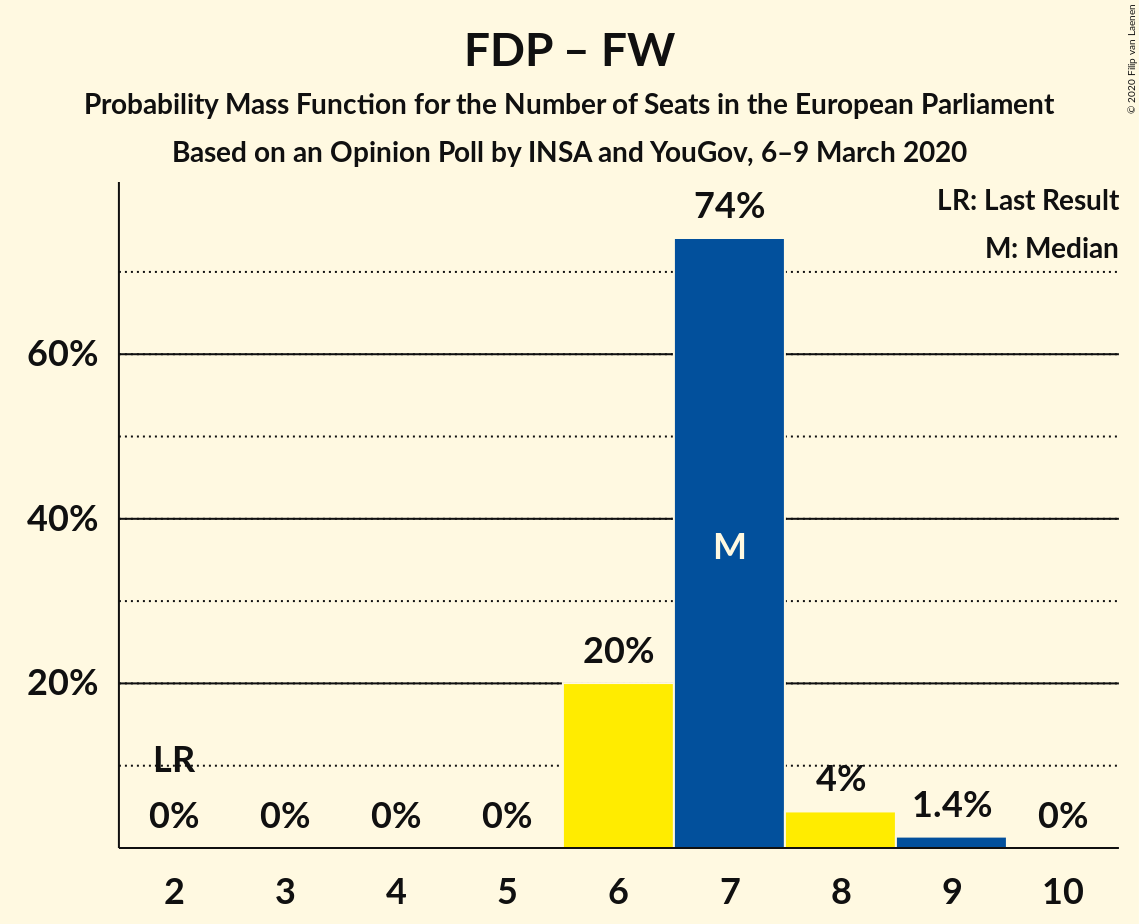 FDP – FW
Probability Mass Function for the Number of Seats in the European Parliament
Based on an Opinion Poll by INSA and YouGov, 6–9 March 2020
© 2020 Filip van Laenen
LR: Last Result
M: Median
74%
60%
M
40%
20%
20%
LR
4%
1.4%
0%
0%
0%
0%
0%
2 3 4 5 6 7 8 9 10